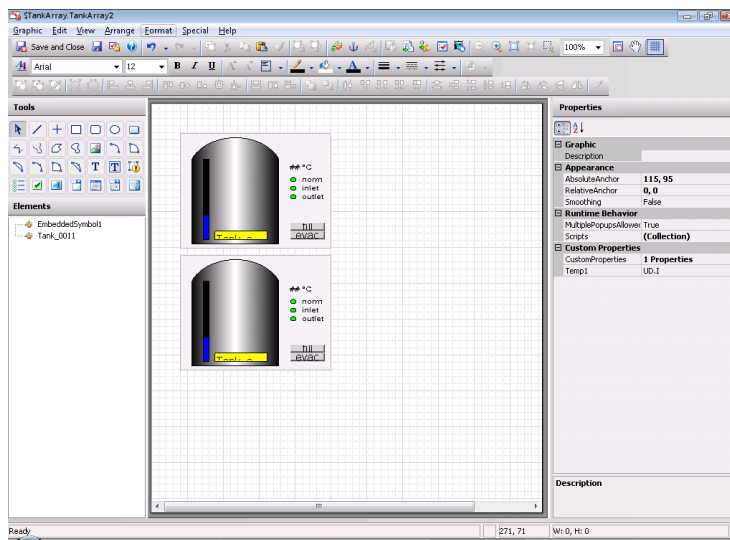 $TankArray.TankArray2
Graphic Edit View Arrange Format Special Help
Save and Close 100%
Arial 12 B I U A
Tools
T T
Elements
EmbeddedSymbol1
Tank_0011
## °C
norm
inlet
outlet
fill
evac
## °C
norm
inlet
outlet
fill
evac
Properties
Graphic
Description
Appearance
AbsoluteAnchor 115, 95
RelativeAnchor 0, 0
Smoothing False
Runtime Behavior
MultiplePopupsAllowed True
Scripts (Collection)
Custom Properties
CustomProperties 1 Properties
Temp1 UD.I
Description
Ready 271, 71 W: 0, H: 0